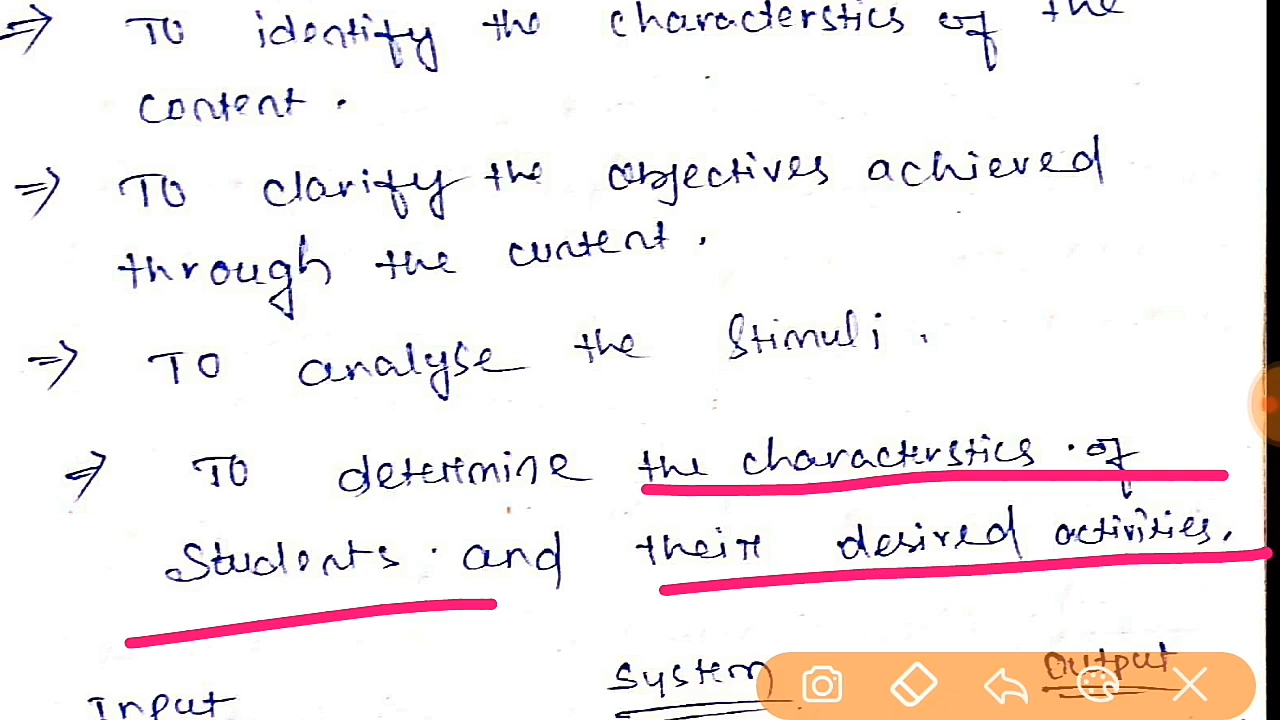 ⇒ To identify the characterstics of the
content.
⇒ To clarify the objectives achieved
through the content.
⇒ To analyse the Stimuli.
⇒ To determine the characterstics of
Students and their desired activities.
Input System Output